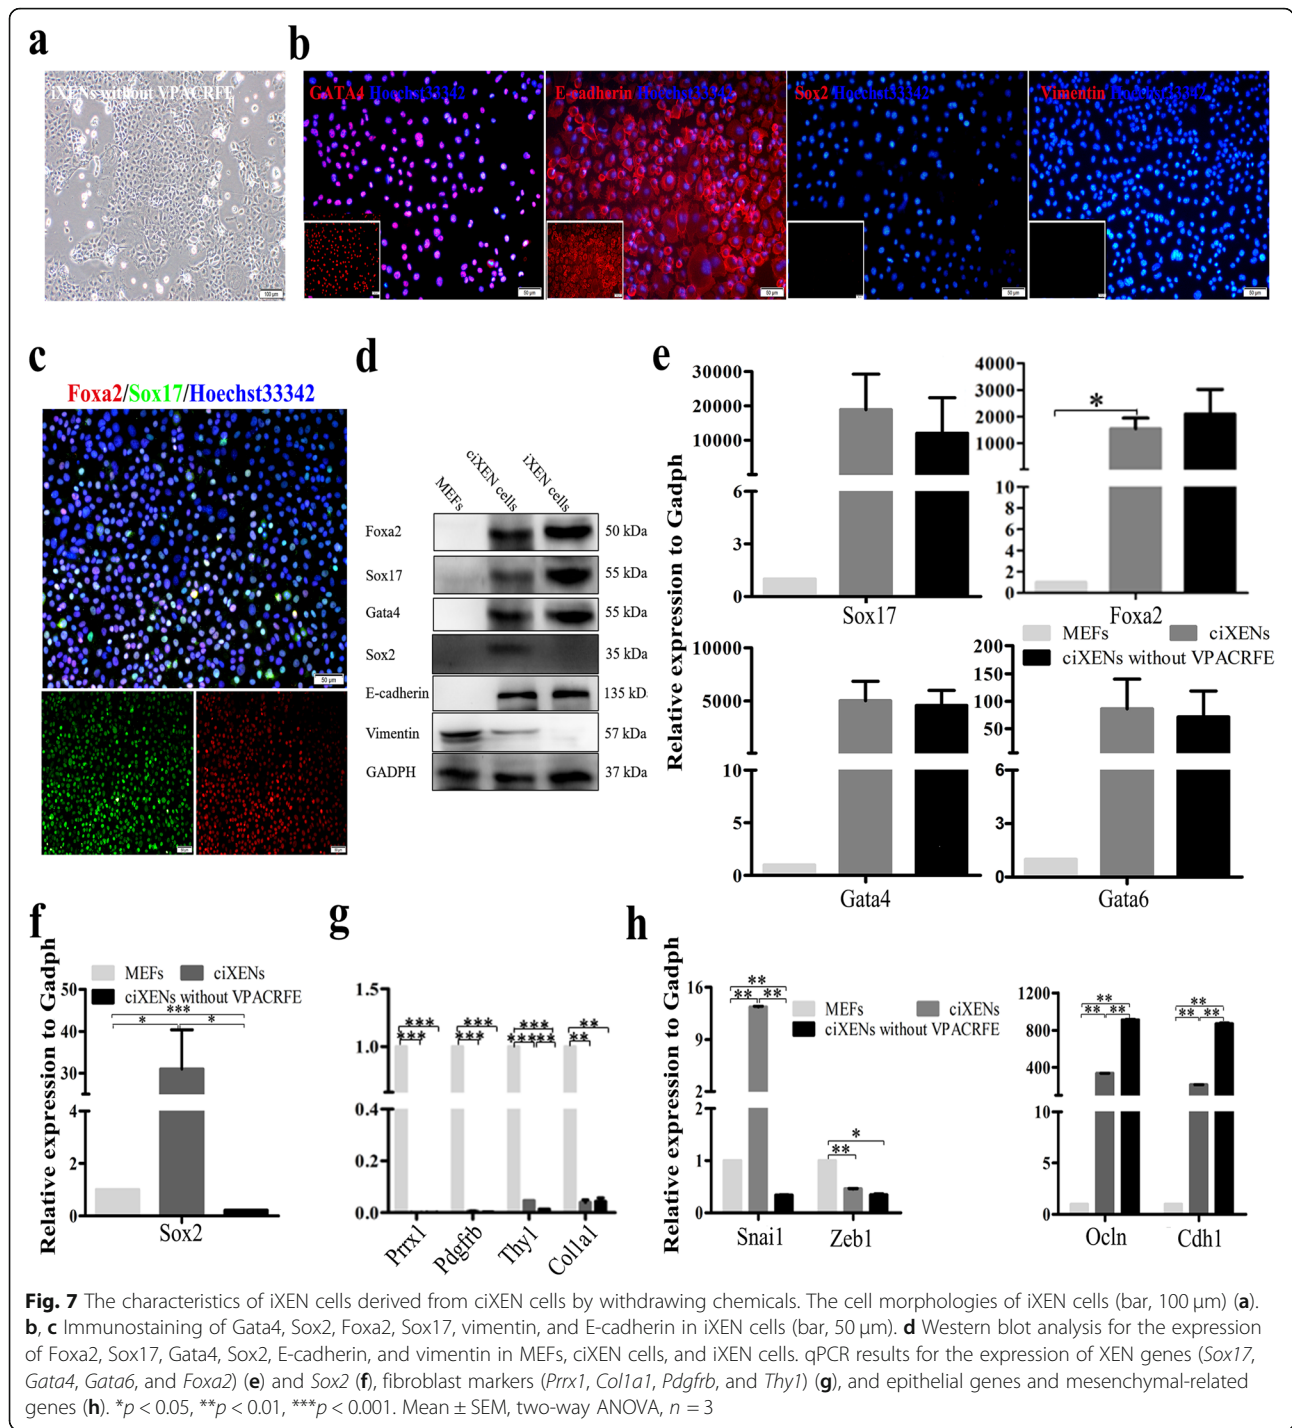 a
iXENs without VPACRFE
100 μm
b
GATA4 Hoechst33342
50 μm
E-cadherin Hoechst33342
50 μm
Sox2 Hoechst33342
50 μm
Vimentin Hoechst33342
50 μm
c
Foxa2/Sox17/Hoechst33342
50 μm
d
MEFs
ciXEN cells
iXEN cells
Foxa2 50 kDa
Sox17 55 kDa
Gata4 55 kDa
Sox2 35 kDa
E-cadherin 135 kD
Vimentin 57 kDa
GADPH 37 kDa
e
Relative expression to Gadph
30000
20000
10000
6
3
0
Sox17
4000
3000
2000
1000
10
8
6
4
2
0
*
Foxa2
MEFs
ciXENs
ciXENs without VPACRFE
10000
5000
10
5
0
Gata4
200
150
100
50
6
3
0
Gata6
f
Relative expression to Gadph
MEFs
ciXENs
ciXENs without VPACRFE
50
40
30
4
2
0
***
* *
Sox2
g
1.5
1.0
0.4
0.2
0.0
*** *** *** **
*** *** *** ** **
Prrx1
Pdgfrb
Thy1
Col1a1
h
Relative expression to Gadph
16
9
2
2
1
0
**
** **
*
**
Snai1
Zeb1
MEFs
ciXENs
ciXENs without VPACRFE
1200
800
400
10
5
0
** **
** ** ** **
Ocln
Cdh1
Fig. 7 The characteristics of iXEN cells derived from ciXEN cells by withdrawing chemicals. The cell morphologies of iXEN cells (bar, 100 μm) (a).
b, c Immunostaining of Gata4, Sox2, Foxa2, Sox17, vimentin, and E-cadherin in iXEN cells (bar, 50 μm). d Western blot analysis for the expression
of Foxa2, Sox17, Gata4, Sox2, E-cadherin, and vimentin in MEFs, ciXEN cells, and iXEN cells. qPCR results for the expression of XEN genes (Sox17,
Gata4, Gata6, and Foxa2) (e) and Sox2 (f), fibroblast markers (Prrx1, Col1a1, Pdgfrb, and Thy1) (g), and epithelial genes and mesenchymal-related
genes (h). *p < 0.05, **p < 0.01, ***p < 0.001. Mean ± SEM, two-way ANOVA, n = 3